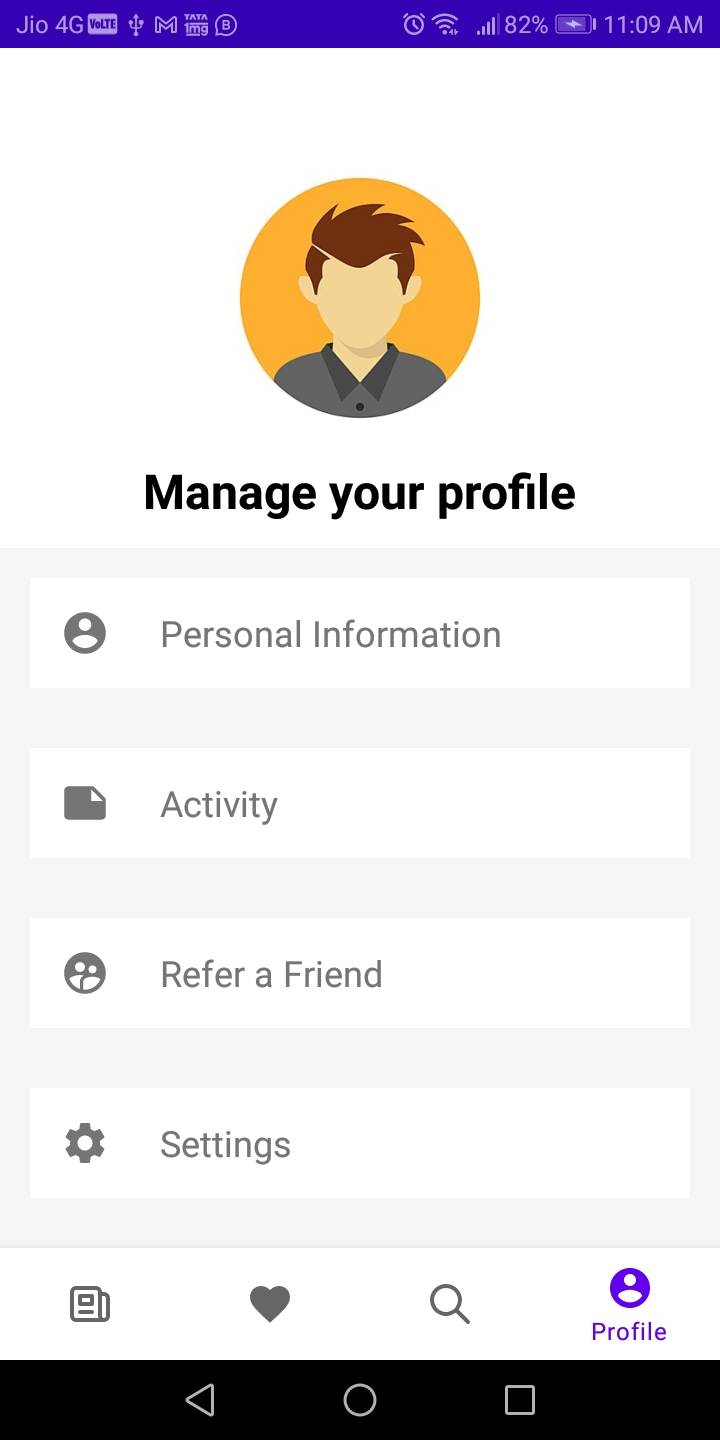 Jio 4G VoLTE TATA 1mg B 82% 11:09 AM
Manage your profile
Personal Information
Activity
Refer a Friend
Settings
Profile